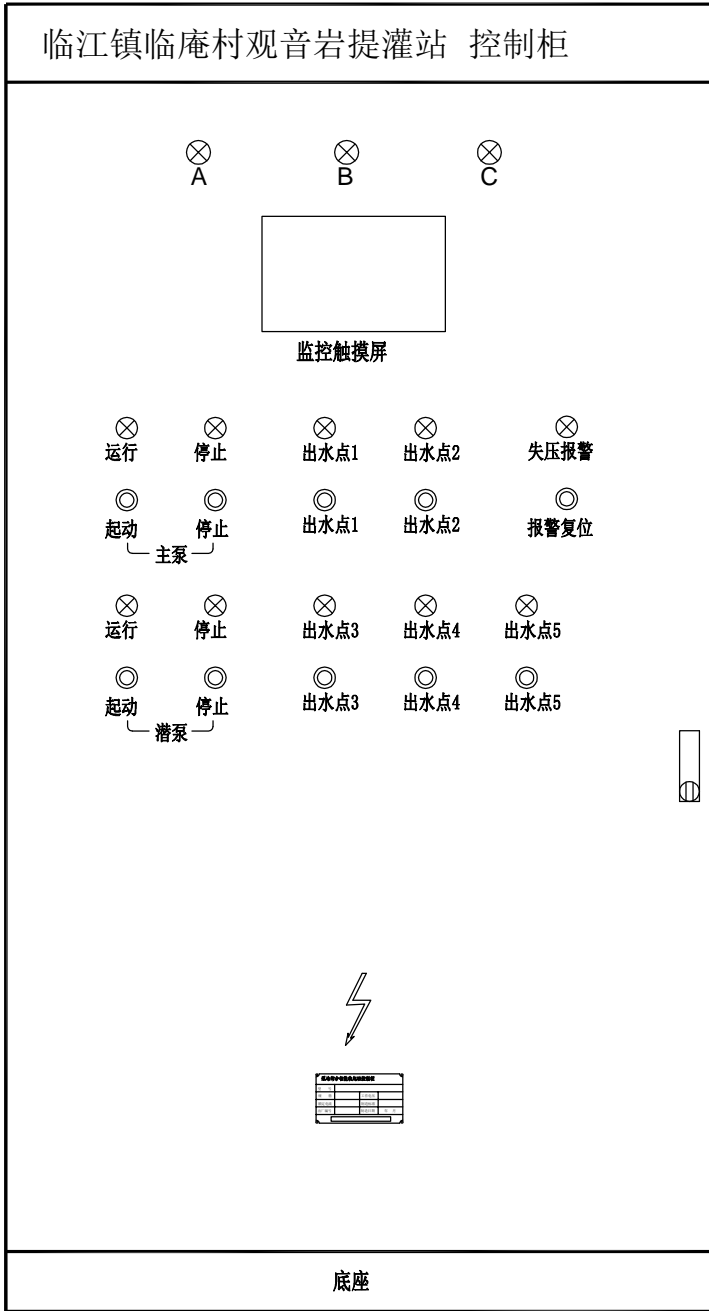 临江镇临庵村观音岩提灌站 控制柜
A B C
监控触摸屏
运行 停止 出水点1 出水点2 失压报警
起动 停止 出水点1 出水点2 报警复位
主泵
运行 停止 出水点3 出水点4 出水点5
起动 停止 出水点3 出水点4 出水点5
潜泵
底座